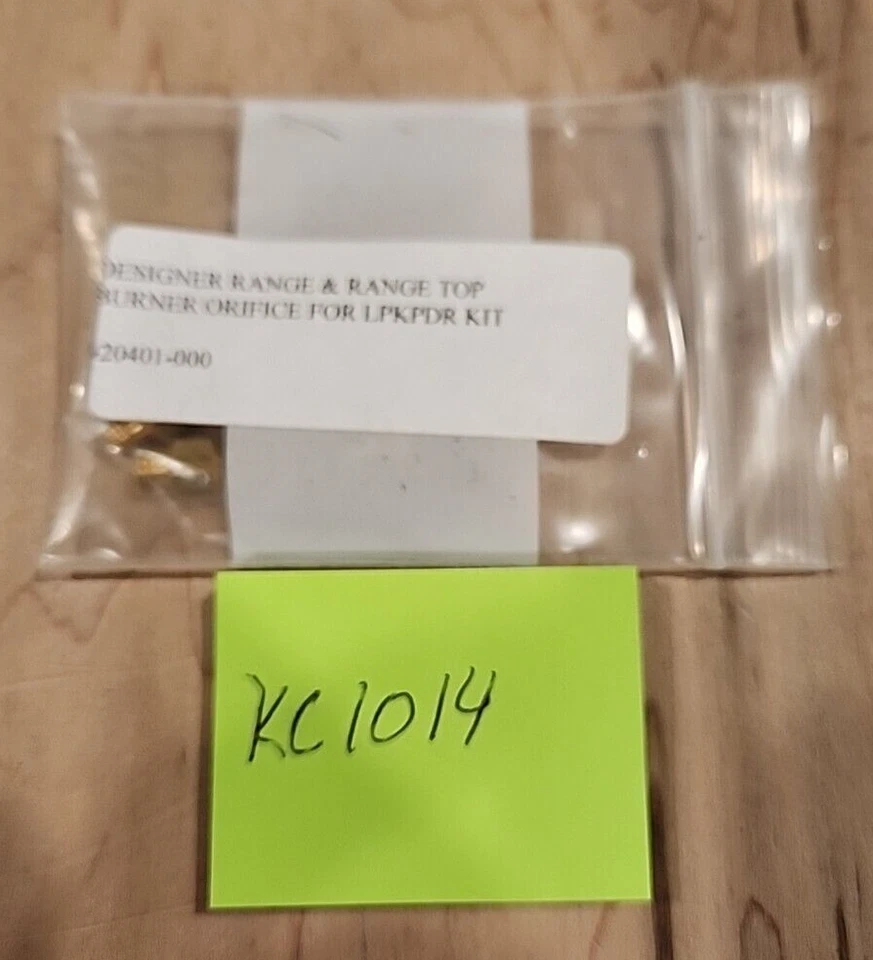 DESIGNER RANGE & RANGE TOP
BURNER ORIFICE FOR LPKPDR KIT
-20401-000
KC1014